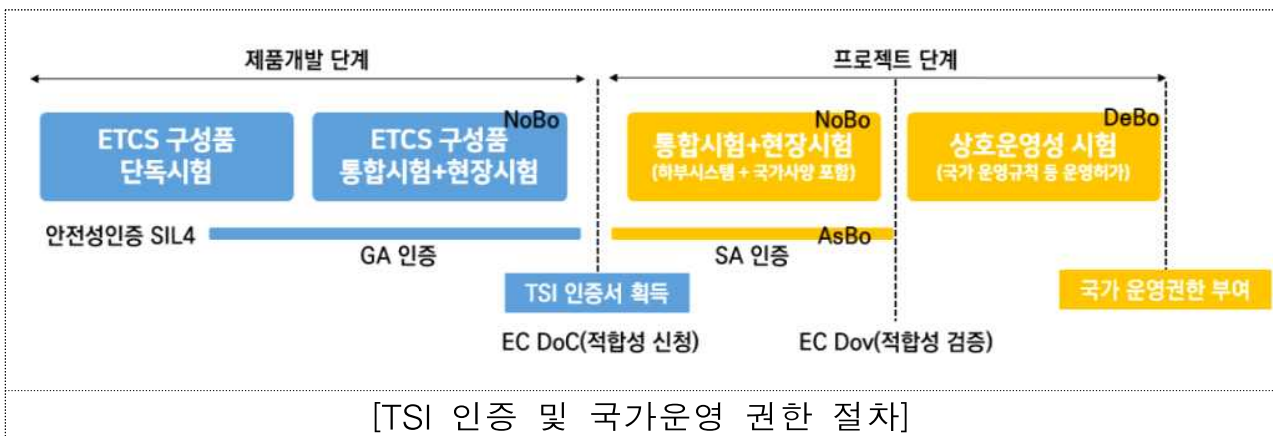 제품개발 단계
프로젝트 단계
NoBo
ETCS 구성품
단독시험
ETCS 구성품
통합시험+현장시험
NoBo
통합시험+현장시험
(하부시스템 + 국가사양 포함)
DeBo
상호운영성 시험
(국가 운영규칙 등 운영허가)
안전성인증 SIL4
GA 인증
AsBo
SA 인증
TSI 인증서 획득
국가 운영권한 부여
EC DoC(적합성 신청)
EC Dov(적합성 검증)
[TSI 인증 및 국가운영 권한 절차]